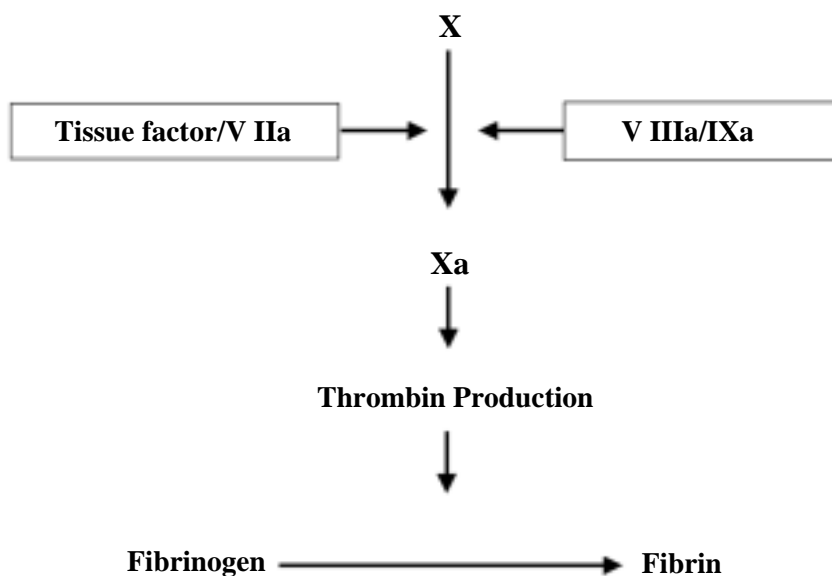 X
Tissue factor/V IIa
V IIIa/IXa
Xa
Thrombin Production
Fibrinogen
Fibrin